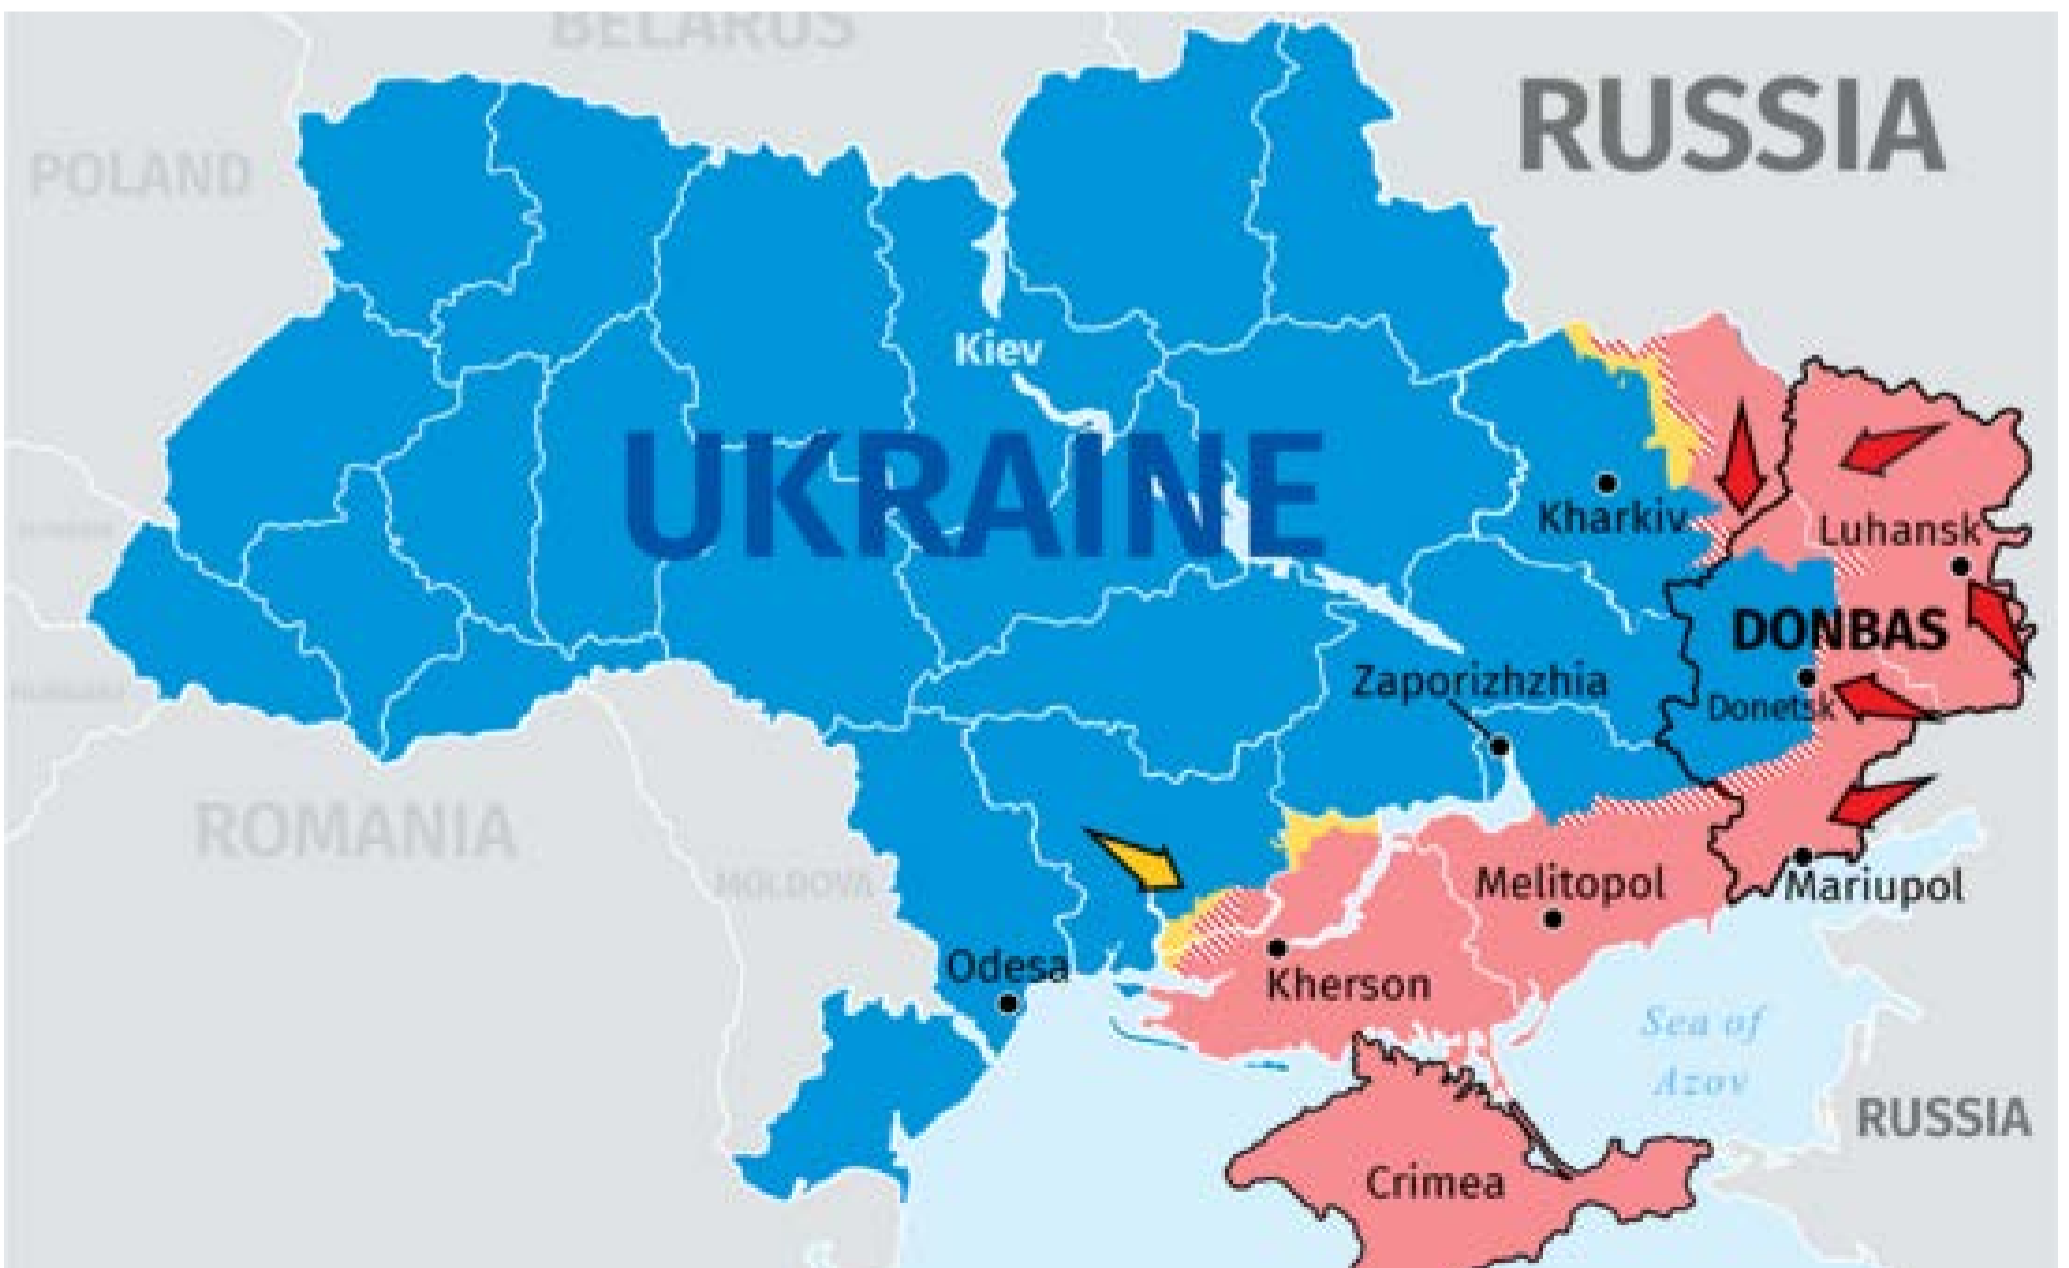 BELARUS
RUSSIA
POLAND
Kiev
UKRAINE
Kharkiv
Luhansk
DONBAS
Zaporizhzhia
Donetsk
ROMANIA
MOLDOVA
Melitopol
Mariupol
Odesa
Kherson
Sea of
Azov
RUSSIA
Crimea